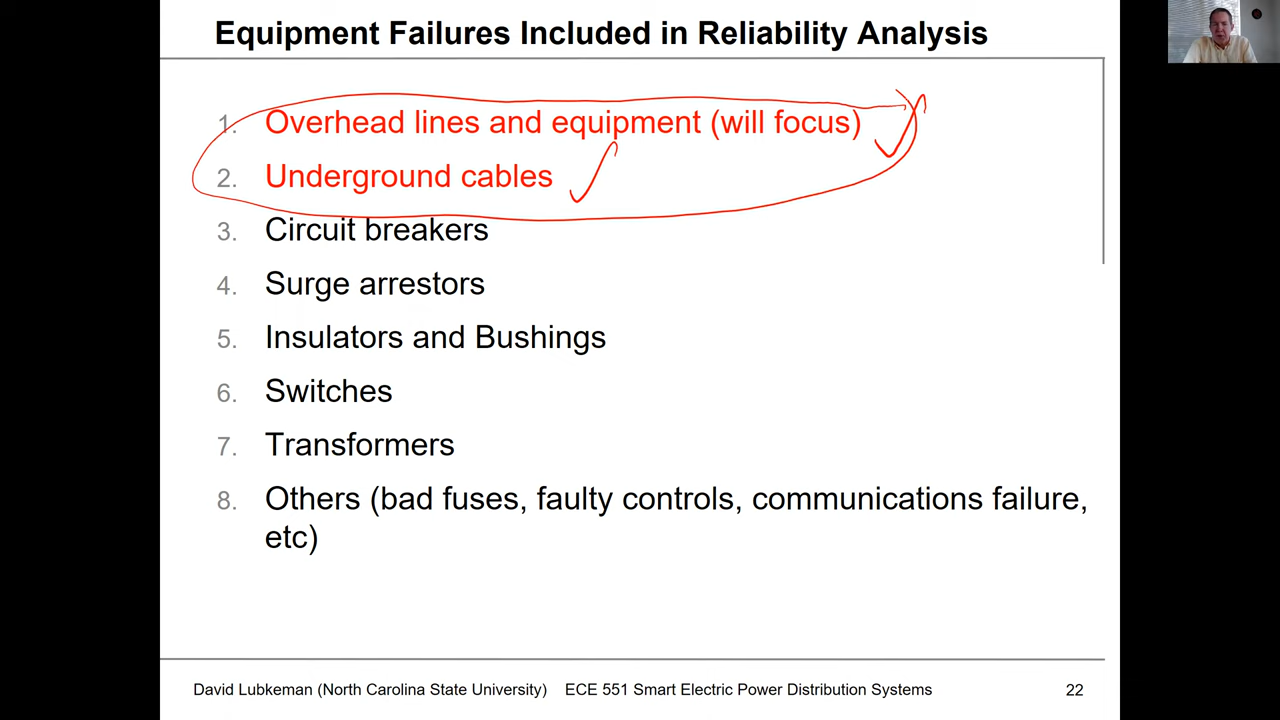 Equipment Failures Included in Reliability Analysis
1. Overhead lines and equipment (will focus)
2. Underground cables
3. Circuit breakers
4. Surge arrestors
5. Insulators and Bushings
6. Switches
7. Transformers
8. Others (bad fuses, faulty controls, communications failure,
etc)
David Lubkeman (North Carolina State University) ECE 551 Smart Electric Power Distribution Systems 22